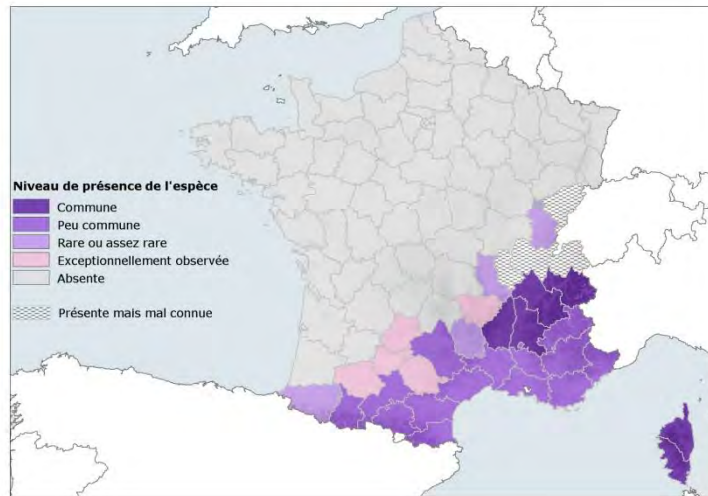 Niveau de présence de l'espèce
Commune
Peu commune
Rare ou assez rare
Exceptionnellement observée
Absente
Présente mais mal connue